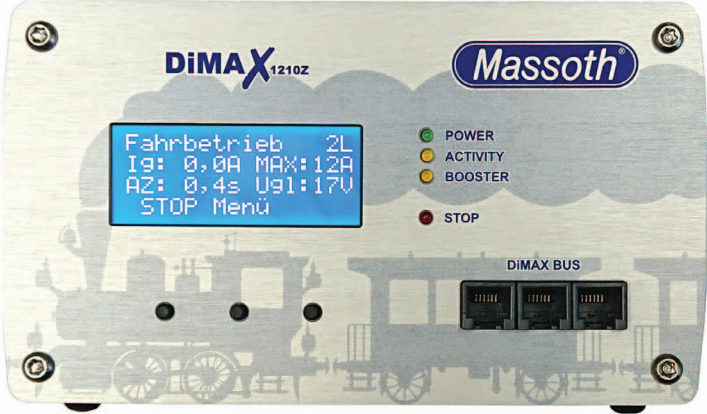 DiMAX 1210Z
Massoth®
Fahrbetrieb 2L
Ig: 0,0A MAX:12A
AZ: 0,4s Ugl:17V
STOP Menü
POWER
ACTIVITY
BOOSTER
STOP
DiMAX BUS